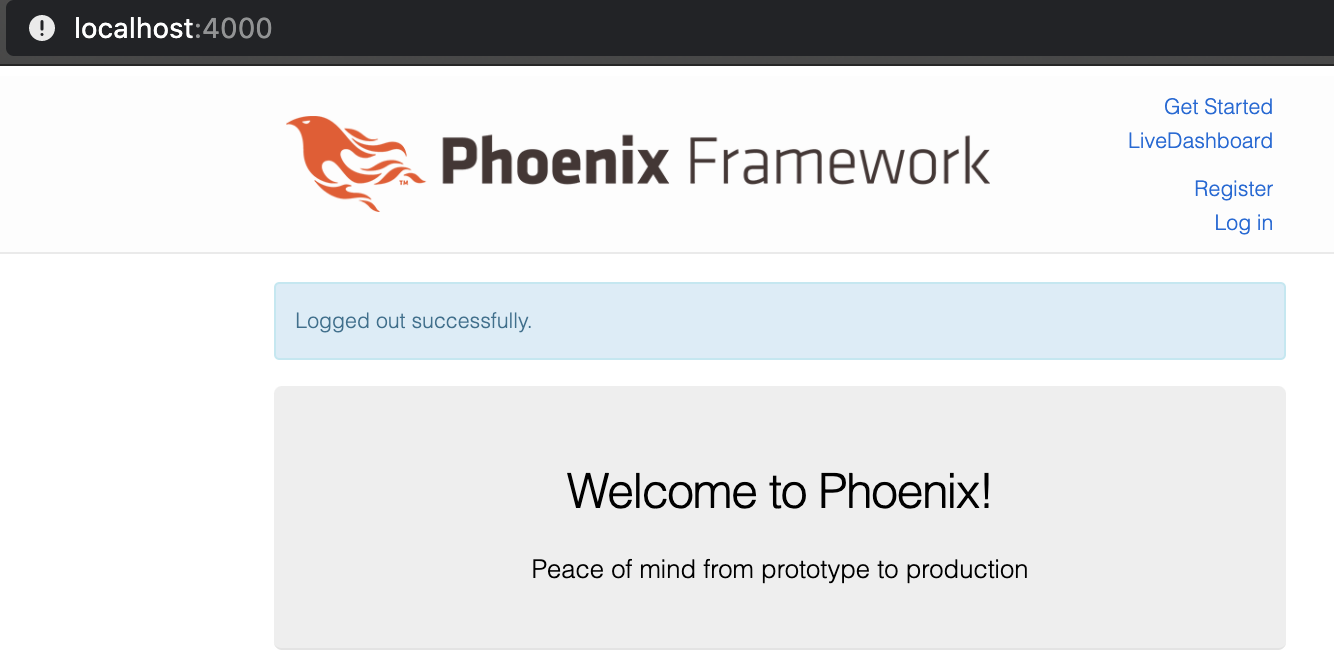 localhost:4000
Phoenix Framework
TM
Get Started
LiveDashboard
Register
Log in
Logged out successfully.
Welcome to Phoenix!
Peace of mind from prototype to production